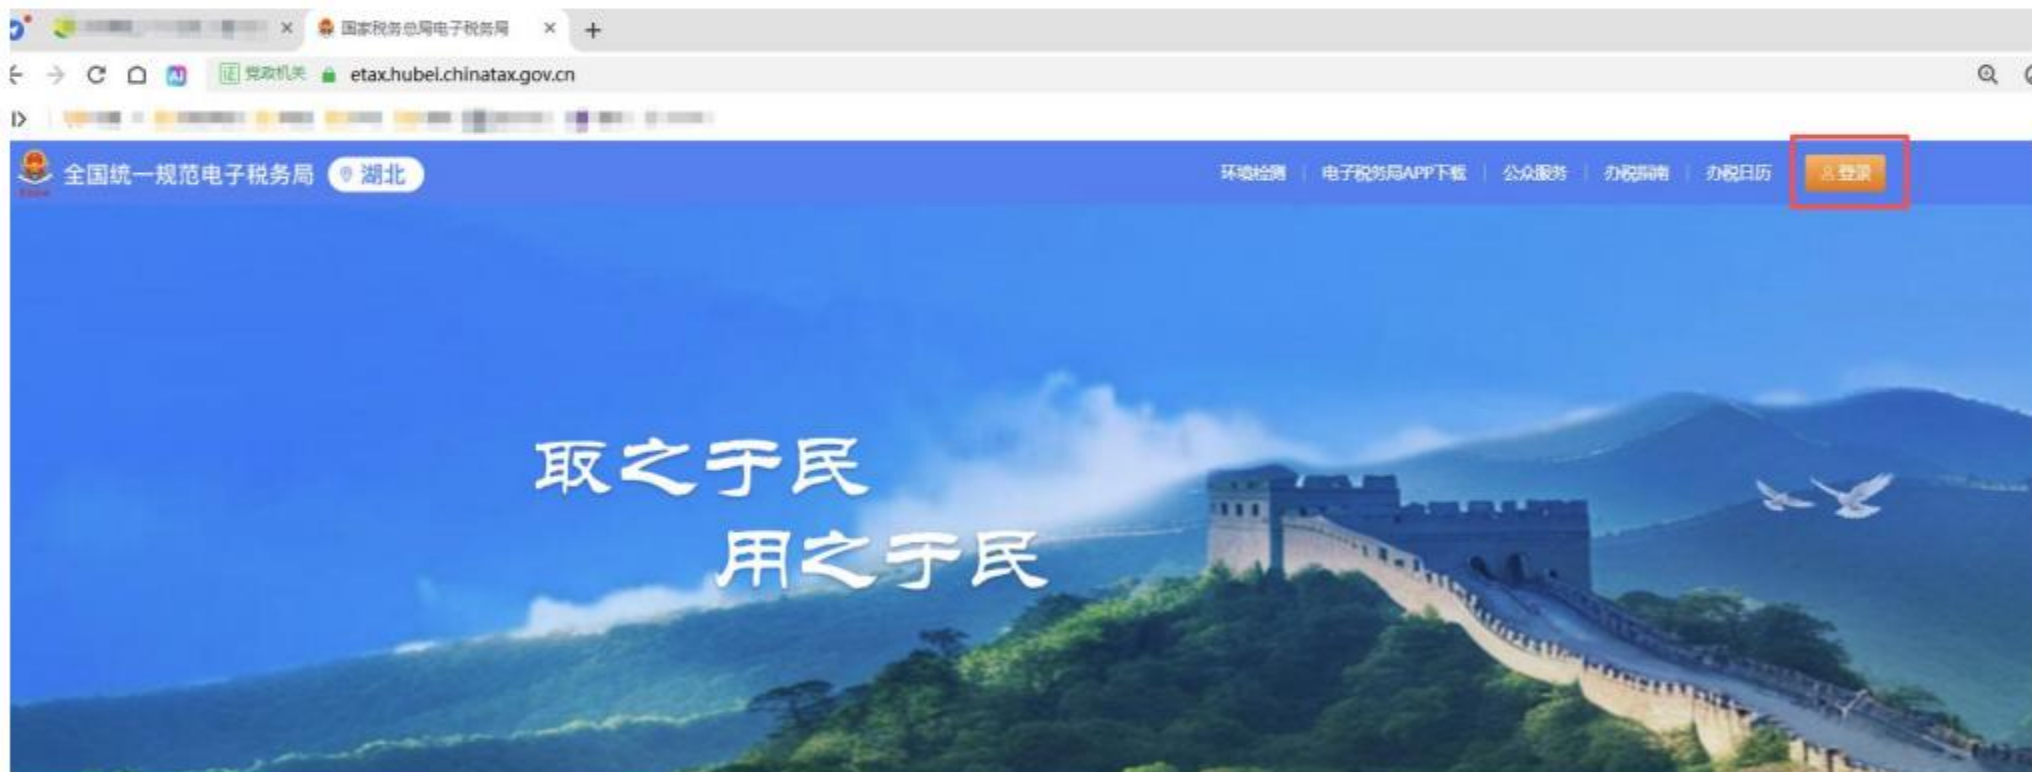 国家税务总局电子税务局
证 党政机关 etax.hubei.chinatax.gov.cn
全国统一规范电子税务局 湖北
环境检测 电子税务局APP下载 公众服务 办税指南 办税日历 登录
取之于民
用之于民